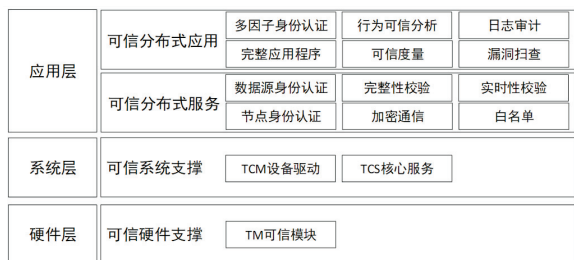 应用层
可信分布式应用
多因子身份认证
行为可信分析
日志审计
完整应用程序
可信度量
漏洞扫查
可信分布式服务
数据源身份认证
完整性校验
实时性校验
节点身份认证
加密通信
白名单
系统层
可信系统支撑
TCM设备驱动
TCS核心服务
硬件层
可信硬件支撑
TM可信模块